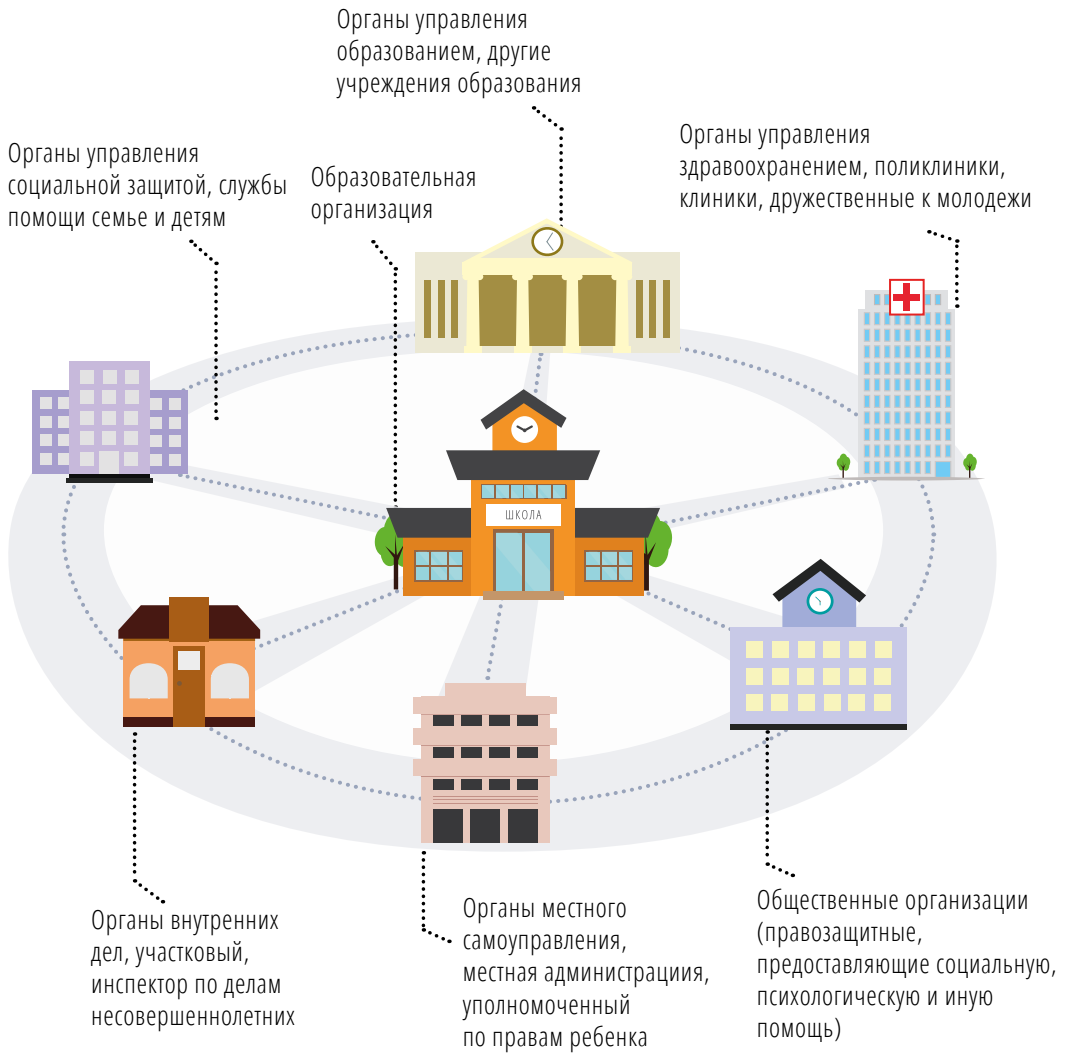 Органы управления
образованием, другие
учреждения образования
Органы управления
социальной защитой, службы
помощи семье и детям
Образовательная
организация
Органы управления
здравоохранением, поликлиники,
клиники, дружественные к молодежи
ШКОЛА
Органы внутренних
дел, участковый,
инспектор по делам
несовершеннолетних
Органы местного
самоуправления,
местная администрациия,
уполномоченный
по правам ребенка
Общественные организации
(правозащитные,
предоставляющие социальную,
психологическую и иную
помощь)